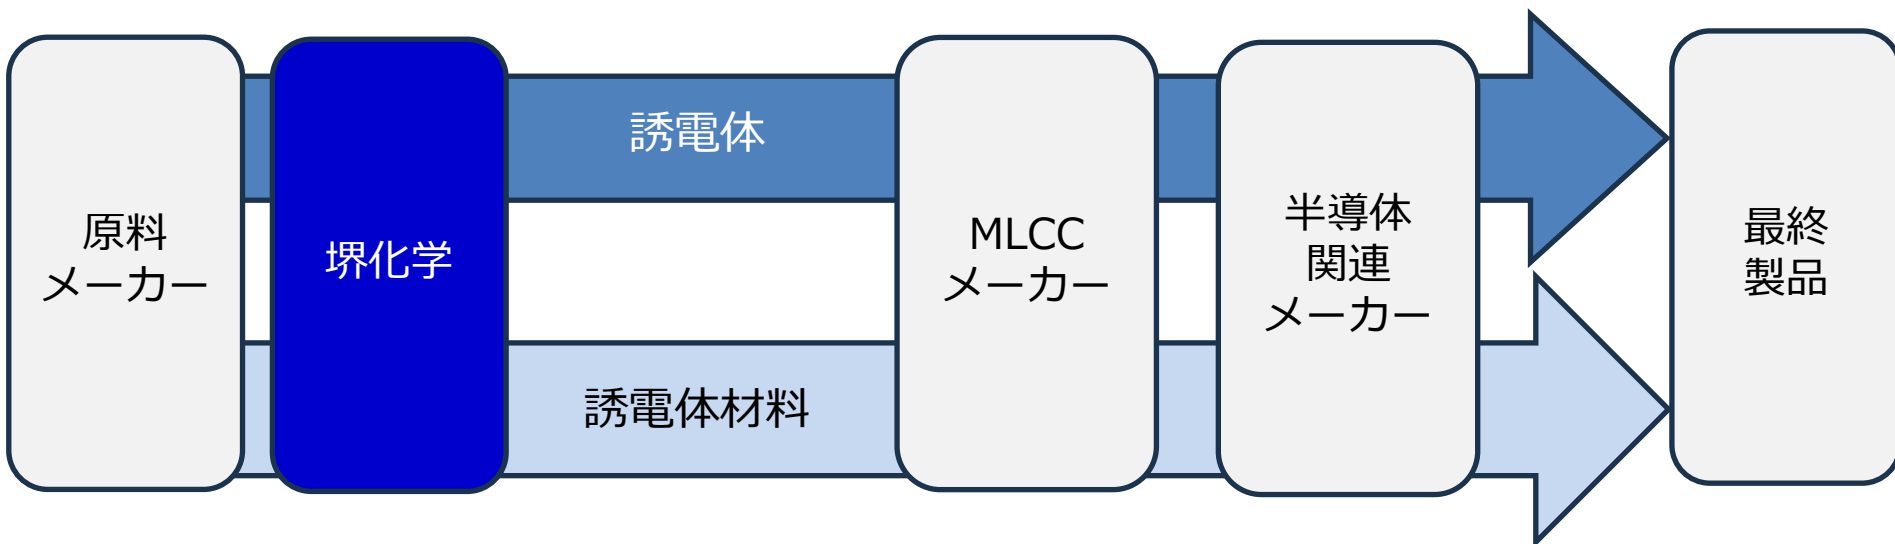 原料
メーカー
堺化学
誘電体
誘電体材料
MLCC
メーカー
半導体
関連
メーカー
最終
製品